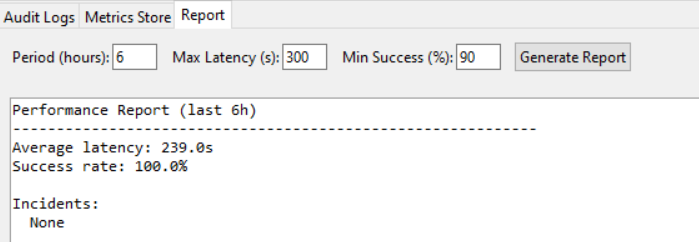 Audit Logs Metrics Store Report
Period (hours): 6 Max Latency (s): 300 Min Success (%): 90 Generate Report
Performance Report (last 6h)
------------------------------------------------------------
Average latency: 239.0s
Success rate: 100.0%
Incidents:
None